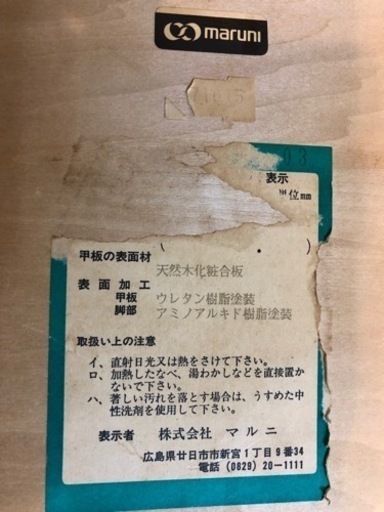 maruni
03
表示
単位mm
( )
甲板の表面材
天然木化粧合板
表面加工
甲板 ウレタン樹脂塗装
脚部 アミノアルキド樹脂塗装
取扱い上の注意
イ、直射日光又は熱をさけて下さい。
ロ、加熱したなべ、湯わかしなどを直接置か
ないで下さい。
ハ、著しい汚れを落とす場合は、うすめた中
性洗剤を使用して下さい。
表示者 株式会社 マルニ
広島県廿日市市新宮1丁目9番34
電話 (0829) 20-1111